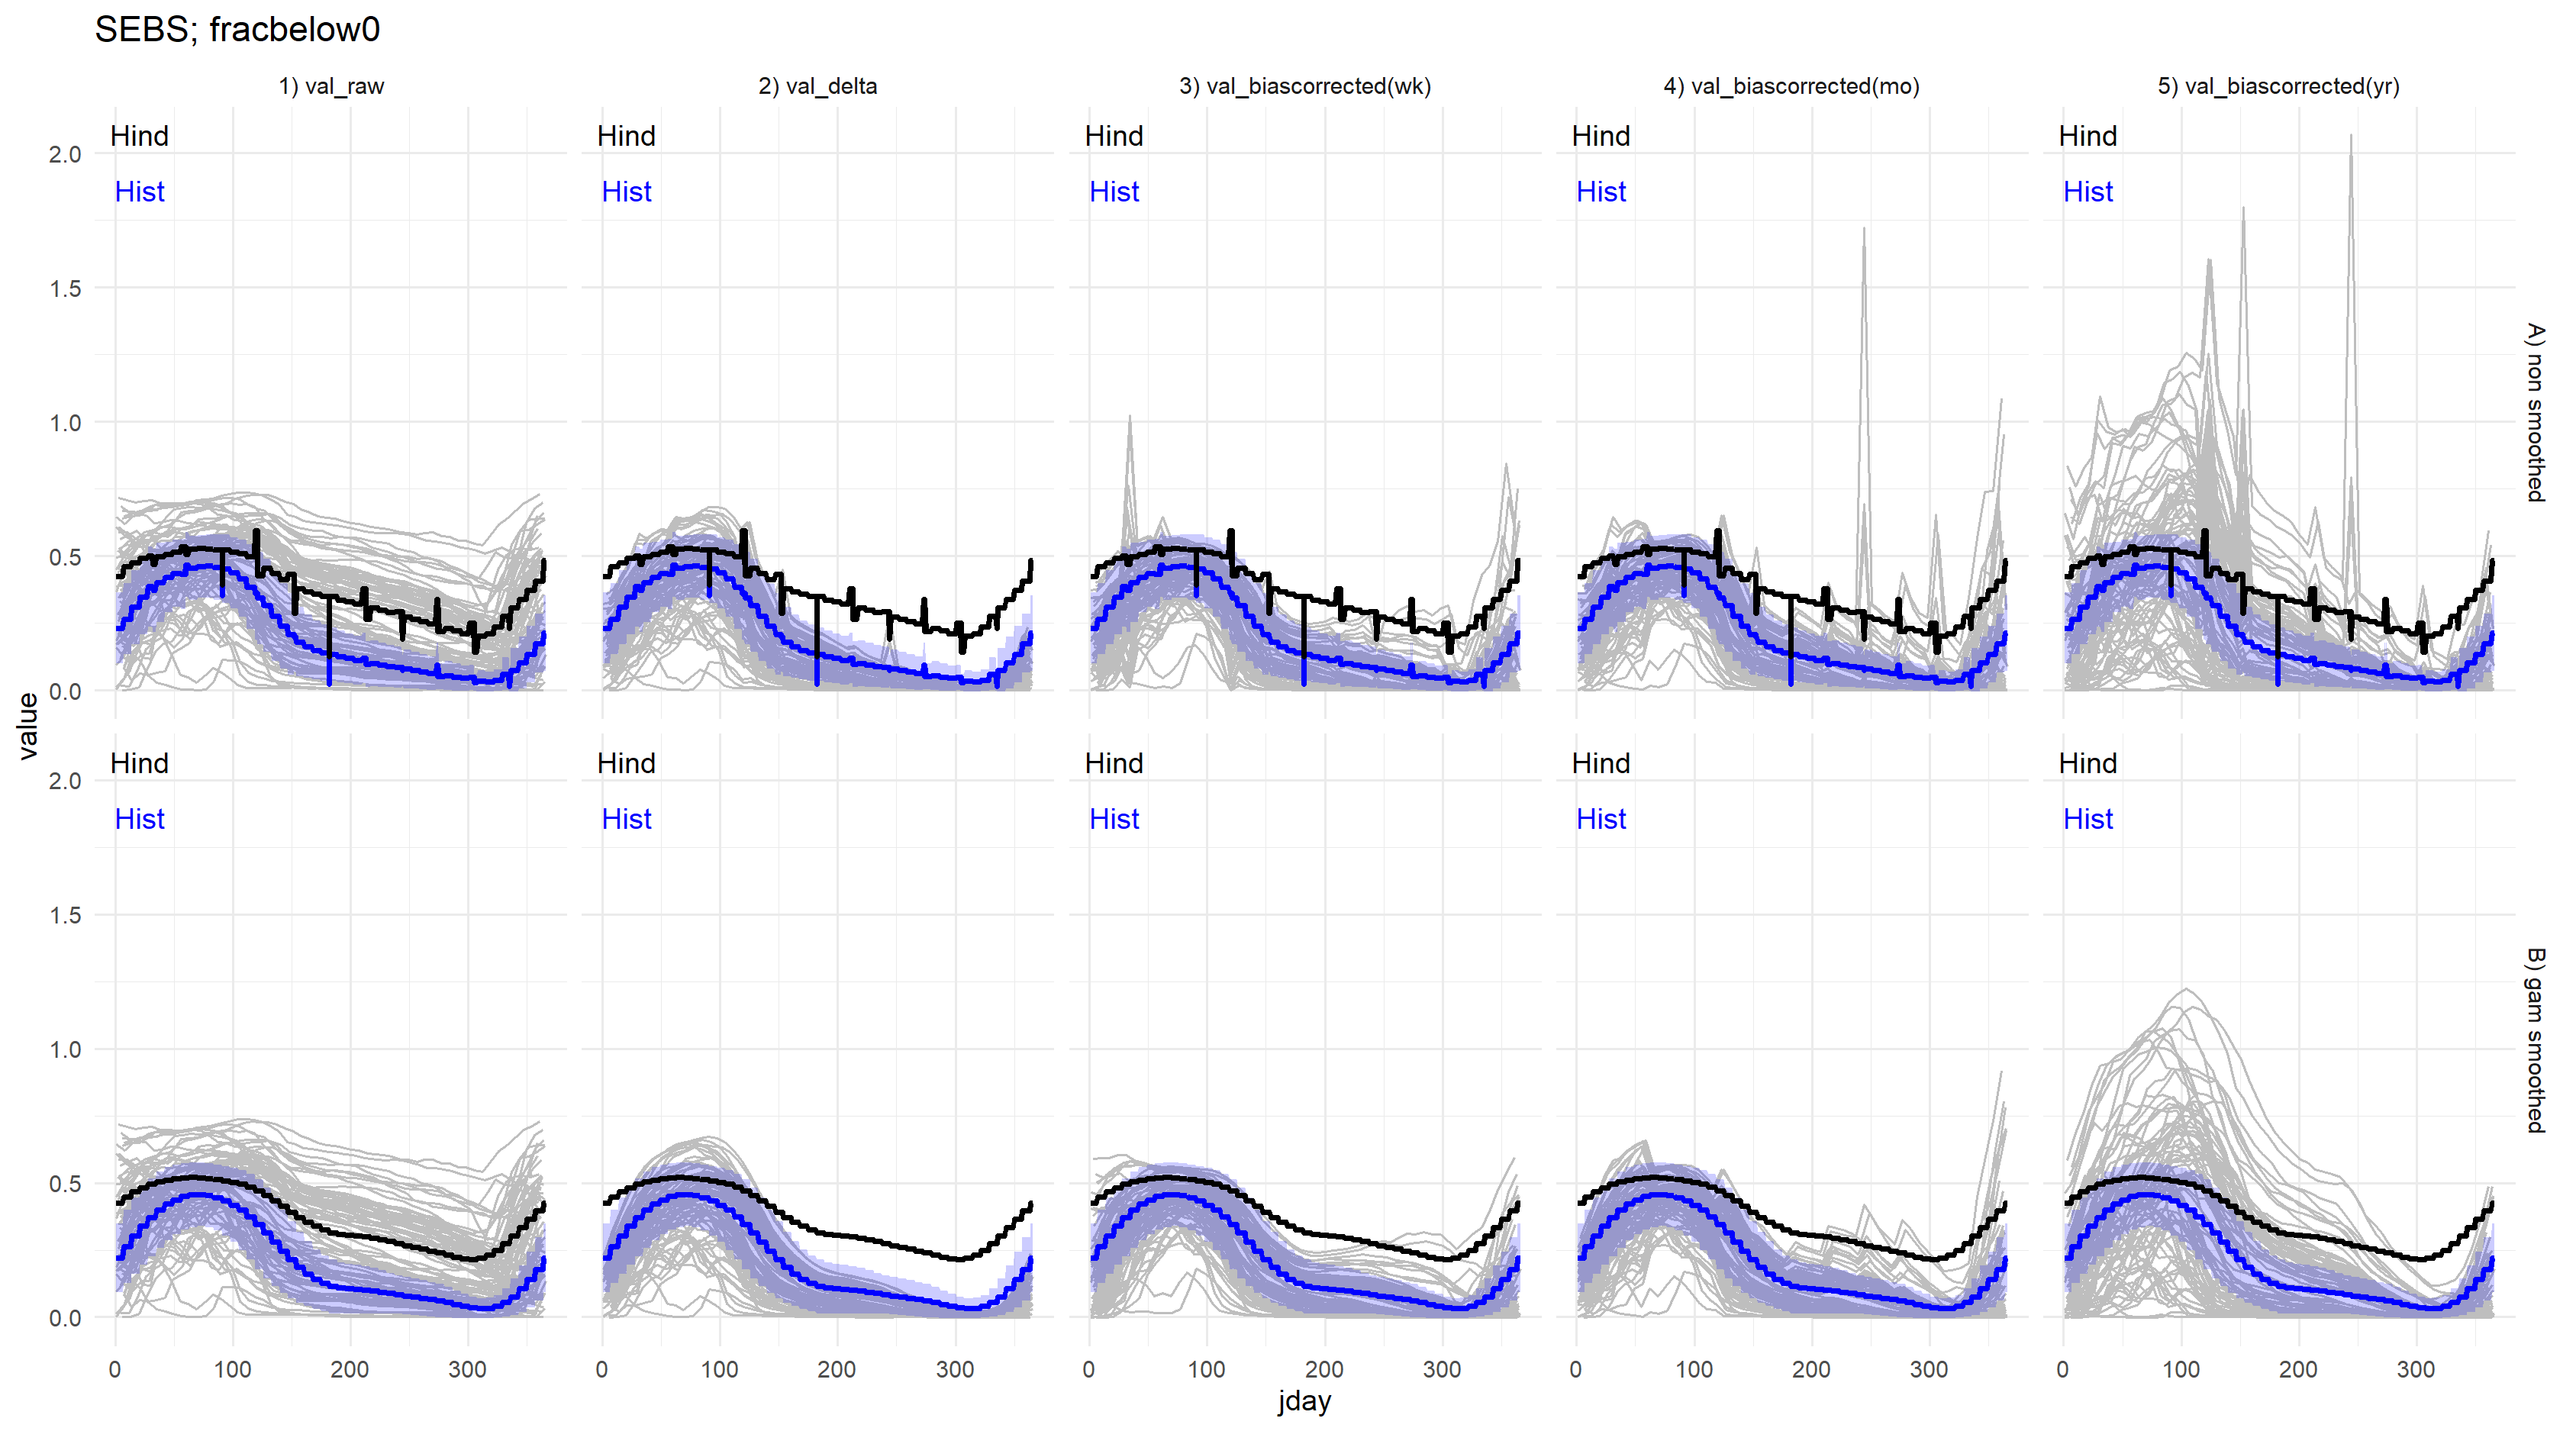 SEBS; fracbelow0
1) val_raw
2) val_delta
3) val_biascorrected(wk)
4) val_biascorrected(mo)
5) val_biascorrected(yr)
Hind
Hist
Hind
Hist
Hind
Hist
Hind
Hist
Hind
Hist
2.0
1.5
1.0
0.5
0.0
A) non smoothed
value
Hind
Hist
Hind
Hist
Hind
Hist
Hind
Hist
Hind
Hist
2.0
1.5
1.0
0.5
0.0
B) gam smoothed
0 100 200 300
0 100 200 300
0 100 200 300
0 100 200 300
0 100 200 300
jday